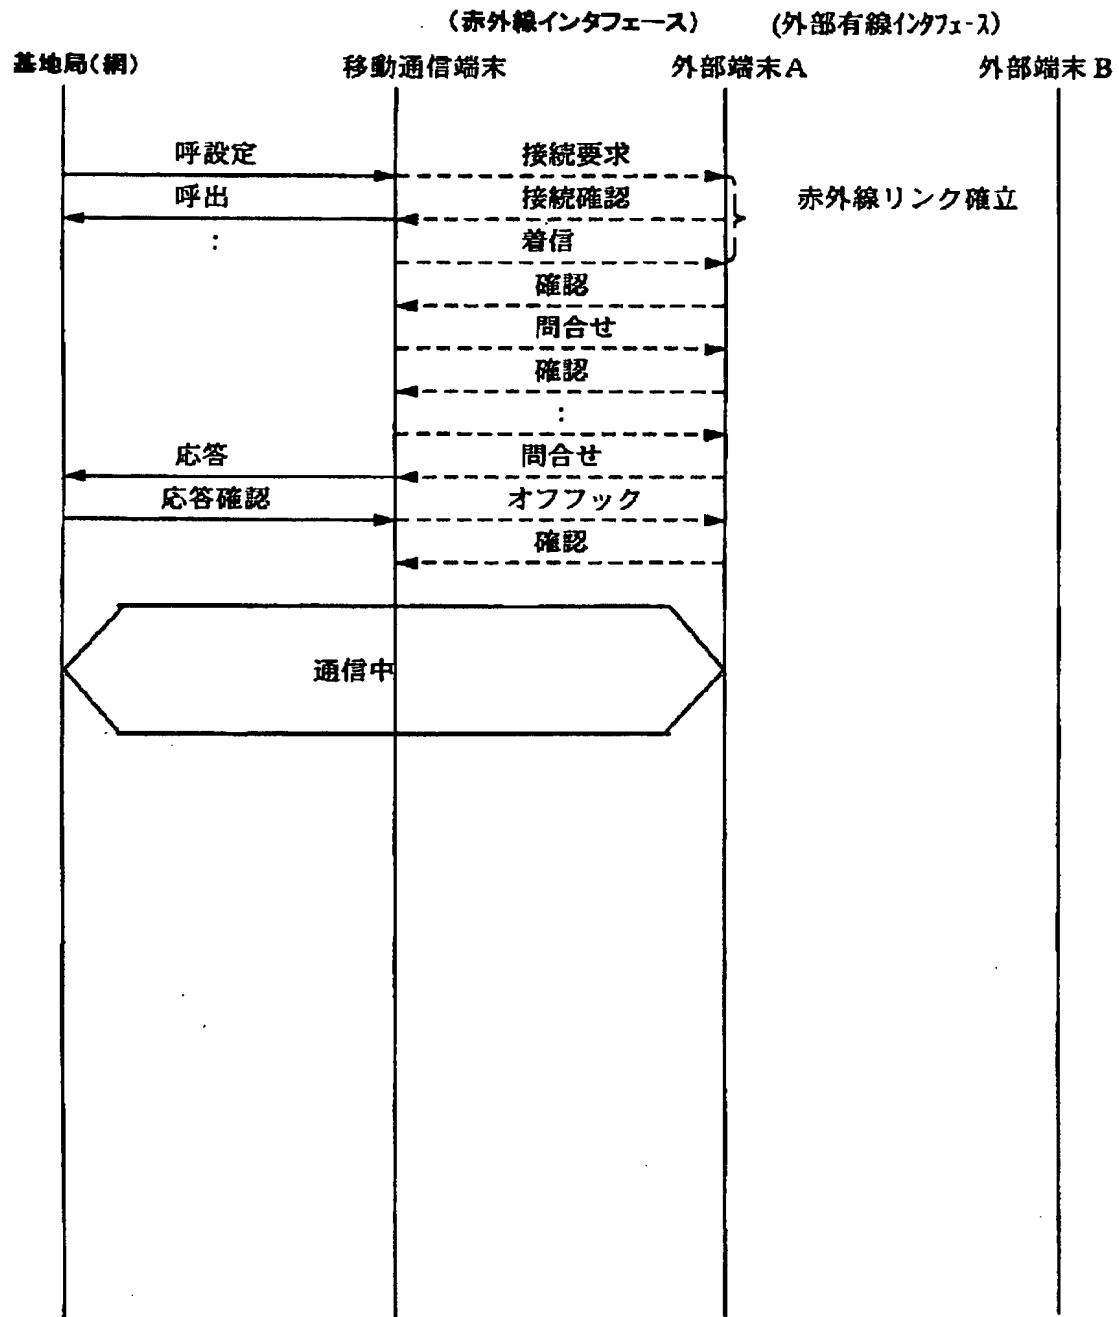 (赤外線インタフェース) (外部有線インタフェース)
基地局(網) 移動通信端末 外部端末A 外部端末B
呼設定 接続要求
呼出 接続確認 赤外線リンク確立
: 着信
確認
問合せ
確認
:
応答 問合せ
応答確認 オフフック
確認
通信中